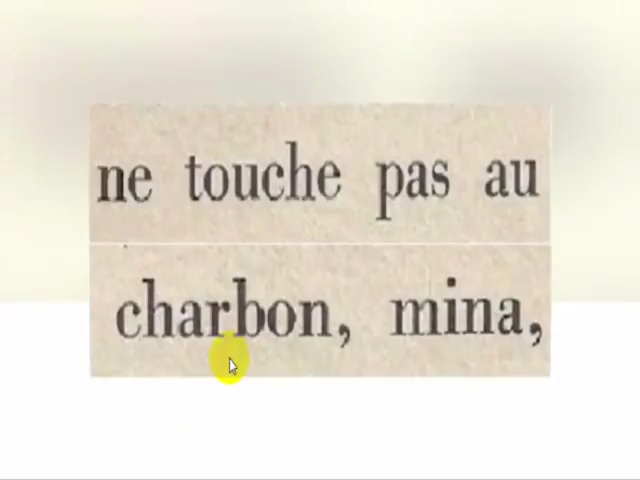 ne touche pas au
charbon, mina,